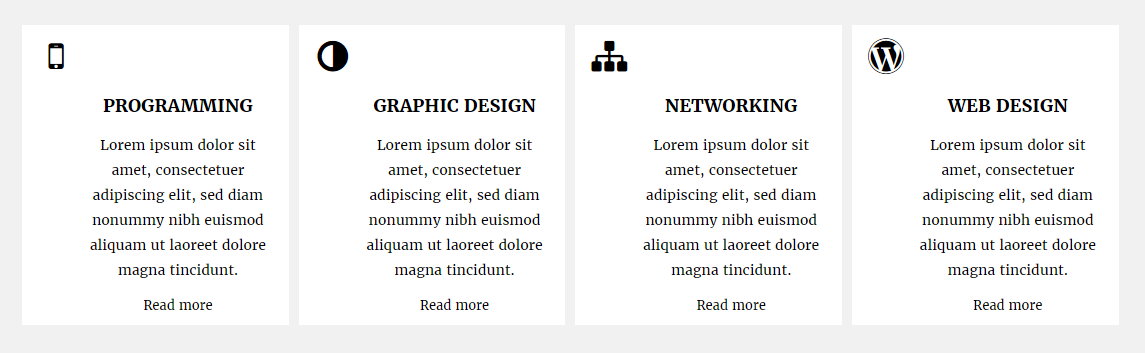 PROGRAMMING
Lorem ipsum dolor sit
amet, consectetuer
adipiscing elit, sed diam
nonummy nibh euismod
aliquam ut laoreet dolore
magna tincidunt.
Read more
GRAPHIC DESIGN
Lorem ipsum dolor sit
amet, consectetuer
adipiscing elit, sed diam
nonummy nibh euismod
aliquam ut laoreet dolore
magna tincidunt.
Read more
NETWORKING
Lorem ipsum dolor sit
amet, consectetuer
adipiscing elit, sed diam
nonummy nibh euismod
aliquam ut laoreet dolore
magna tincidunt.
Read more
WEB DESIGN
Lorem ipsum dolor sit
amet, consectetuer
adipiscing elit, sed diam
nonummy nibh euismod
aliquam ut laoreet dolore
magna tincidunt.
Read more